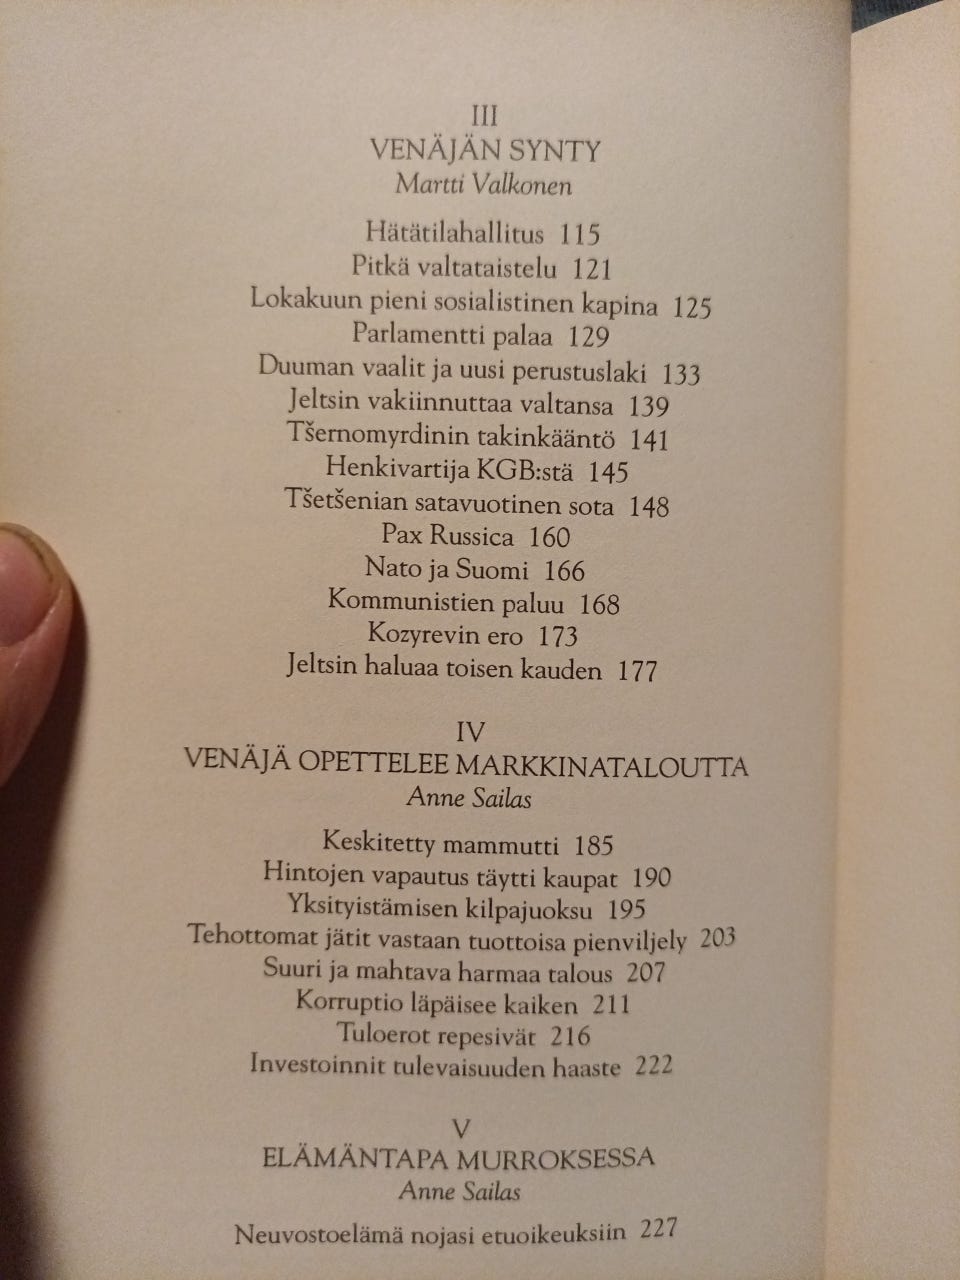 III
VENÄJÄN SYNTY
Martti Valkonen
Hätätilahallitus 115
Pitkä valtataistelu 121
Lokakuun pieni sosialistinen kapina 125
Parlamentti palaa 129
Duuman vaalit ja uusi perustuslaki 133
Jeltsin vakiinnuttaa valtansa 139
Tšernomyrdinin takinkääntö 141
Henkivartija KGB:stä 145
Tšetšenian satavuotinen sota 148
Pax Russica 160
Nato ja Suomi 166
Kommunistien paluu 168
Kozyrevin ero 173
Jeltsin haluaa toisen kauden 177
IV
VENÄJÄ OPETTELEE MARKKINATALOUTTA
Anne Sailas
Keskitetty mammutti 185
Hintojen vapautus täytti kaupat 190
Yksityistämisen kilpajuoksu 195
Tehottomat jätit vastaan tuottoisa pienviljely 203
Suuri ja mahtava harmaa talous 207
Korruptio läpäisee kaiken 211
Tuloerot repesivät 216
Investoinnit tulevaisuuden haaste 222
V
ELÄMÄNTAPA MURROKSESSA
Anne Sailas
Neuvostoelämä nojasi etuoikeuksiin 227